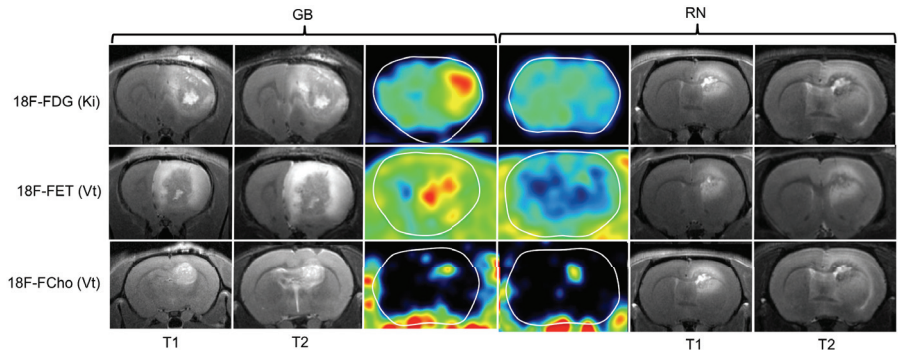 GB
RN
18F-FDG (Ki)
18F-FET (Vt)
18F-FCho (Vt)
T1
T2
T1
T2